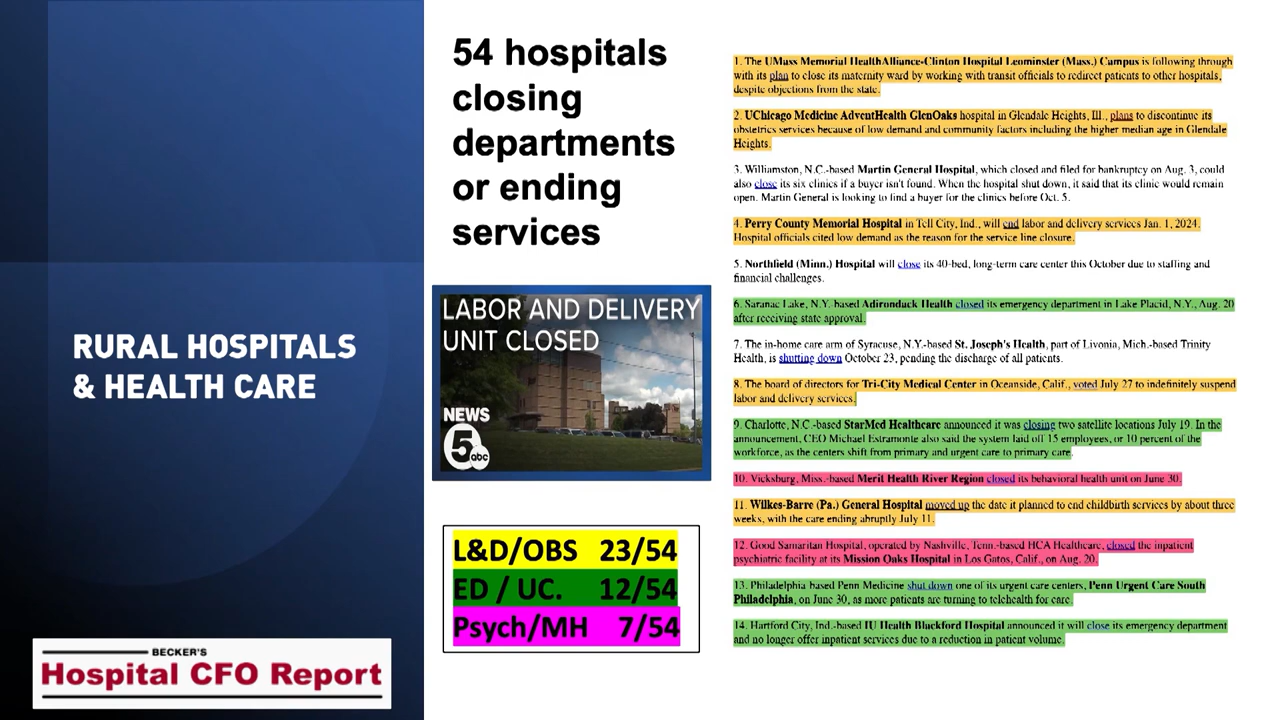 RURAL HOSPITALS
& HEALTH CARE
BECKER'S
Hospital CFO Report
54 hospitals
closing
departments
or ending
services
LABOR AND DELIVERY
UNIT CLOSED
NEWS
5
abc
L&D/OBS 23/54
ED / UC. 12/54
Psych/MH 7/54
1. The UMass Memorial HealthAlliance-Clinton Hospital Leominster (Mass.) Campus is following through
with its plan to close its maternity ward by working with transit officials to redirect patients to other hospitals,
despite objections from the state.
2. UChicago Medicine AdventHealth GlenOaks hospital in Glendale Heights, Ill., plans to discontinue its
obstetrics services because of low demand and community factors including the higher median age in Glendale
Heights.
3. Williamston, N.C.-based Martin General Hospital, which closed and filed for bankruptcy on Aug. 3, could
also close its six clinics if a buyer isn't found. When the hospital shut down, it said that its clinic would remain
open. Martin General is looking to find a buyer for the clinics before Oct. 5.
4. Perry County Memorial Hospital in Tell City, Ind., will end labor and delivery services Jan. 1, 2024.
Hospital officials cited low demand as the reason for the service line closure.
5. Northfield (Minn.) Hospital will close its 40-bed, long-term care center this October due to staffing and
financial challenges.
6. Saranac Lake, N.Y.-based Adirondack Health closed its emergency department in Lake Placid, N.Y., Aug. 20
after receiving state approval.
7. The in-home care arm of Syracuse, N.Y.-based St. Joseph's Health, part of Livonia, Mich.-based Trinity
Health, is shutting down October 23, pending the discharge of all patients.
8. The board of directors for Tri-City Medical Center in Oceanside, Calif., voted July 27 to indefinitely suspend
labor and delivery services.
9. Charlotte, N.C.-based StarMed Healthcare announced it was closing two satellite locations July 19. In the
announcement, CEO Michael Estramonte also said the system laid off 15 employees, or 10 percent of the
workforce, as the centers shift from primary and urgent care to primary care.
10. Vicksburg, Miss.-based Merit Health River Region closed its behavioral health unit on June 30.
11. Wilkes-Barre (Pa.) General Hospital moved up the date it planned to end childbirth services by about three
weeks, with the care ending abruptly July 11.
12. Good Samaritan Hospital, operated by Nashville, Tenn.-based HCA Healthcare, closed the inpatient
psychiatric facility at its Mission Oaks Hospital in Los Gatos, Calif., on Aug. 20.
13. Philadelphia-based Penn Medicine shut down one of its urgent care centers, Penn Urgent Care South
Philadelphia, on June 30, as more patients are turning to telehealth for care.
14. Hartford City, Ind.-based IU Health Blackford Hospital announced it will close its emergency department
and no longer offer inpatient services due to a reduction in patient volume.